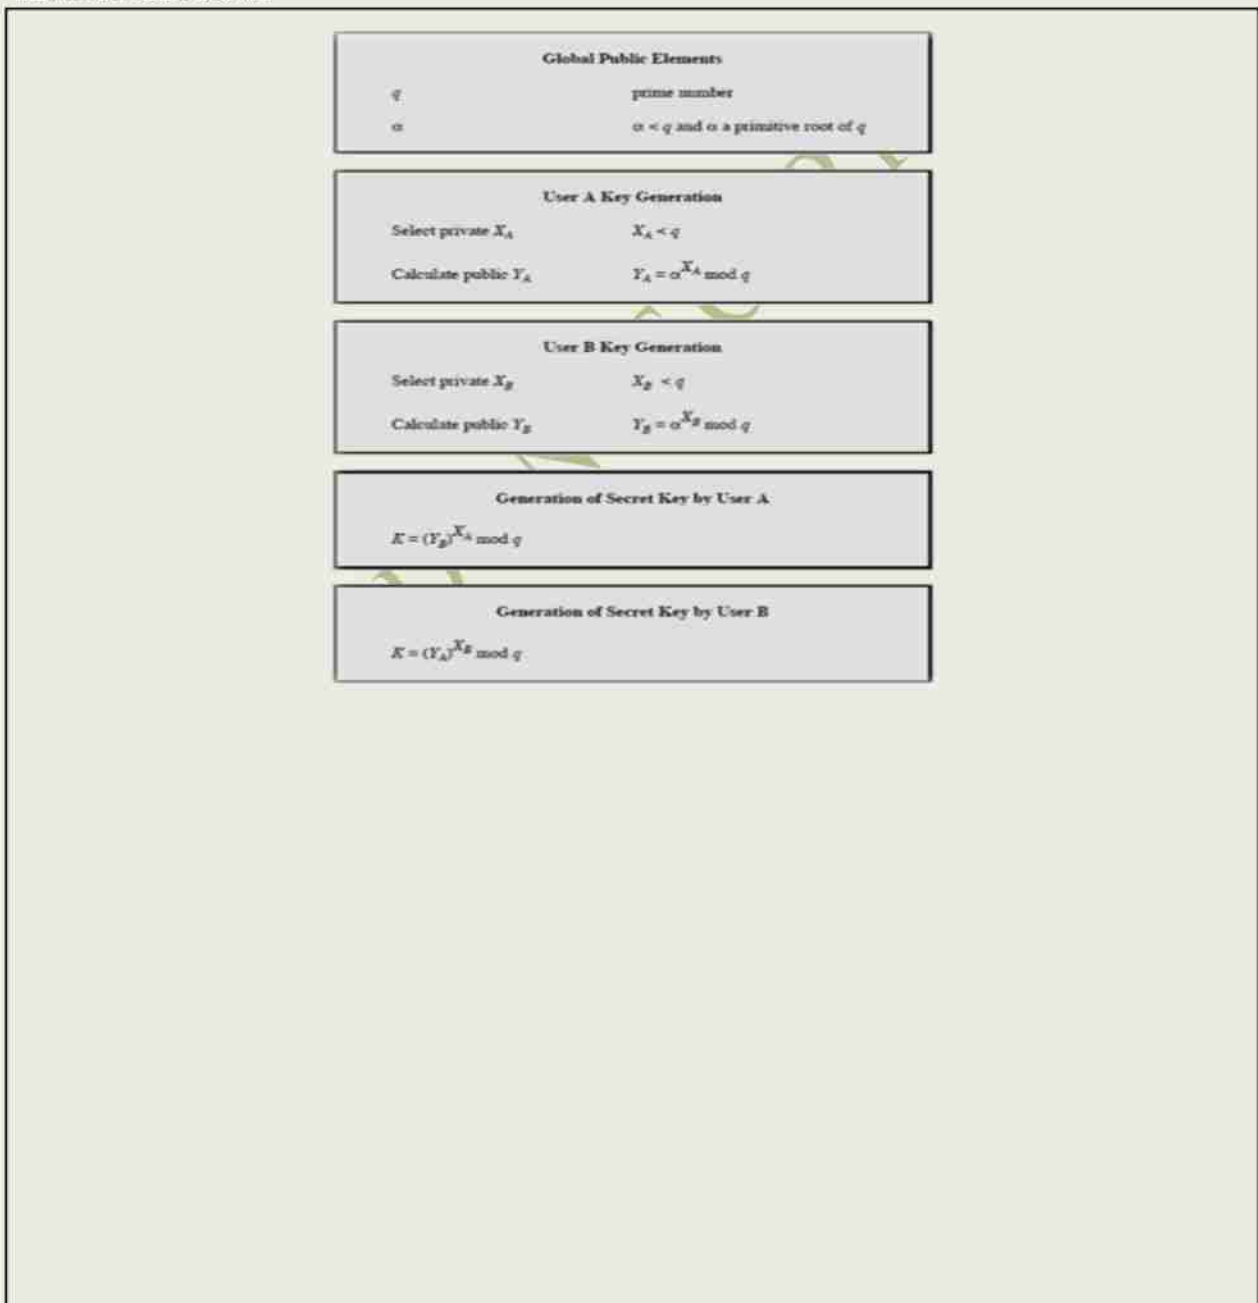 Global Public Elements
q prime number
α α < q and α a primitive root of q
User A Key Generation
Select private X_A X_A < q
Calculate public Y_A Y_A = α^X_A mod q
User B Key Generation
Select private X_B X_B < q
Calculate public Y_B Y_B = α^X_B mod q
Generation of Secret Key by User A
K = (Y_B)^X_A mod q
Generation of Secret Key by User B
K = (Y_A)^X_B mod q